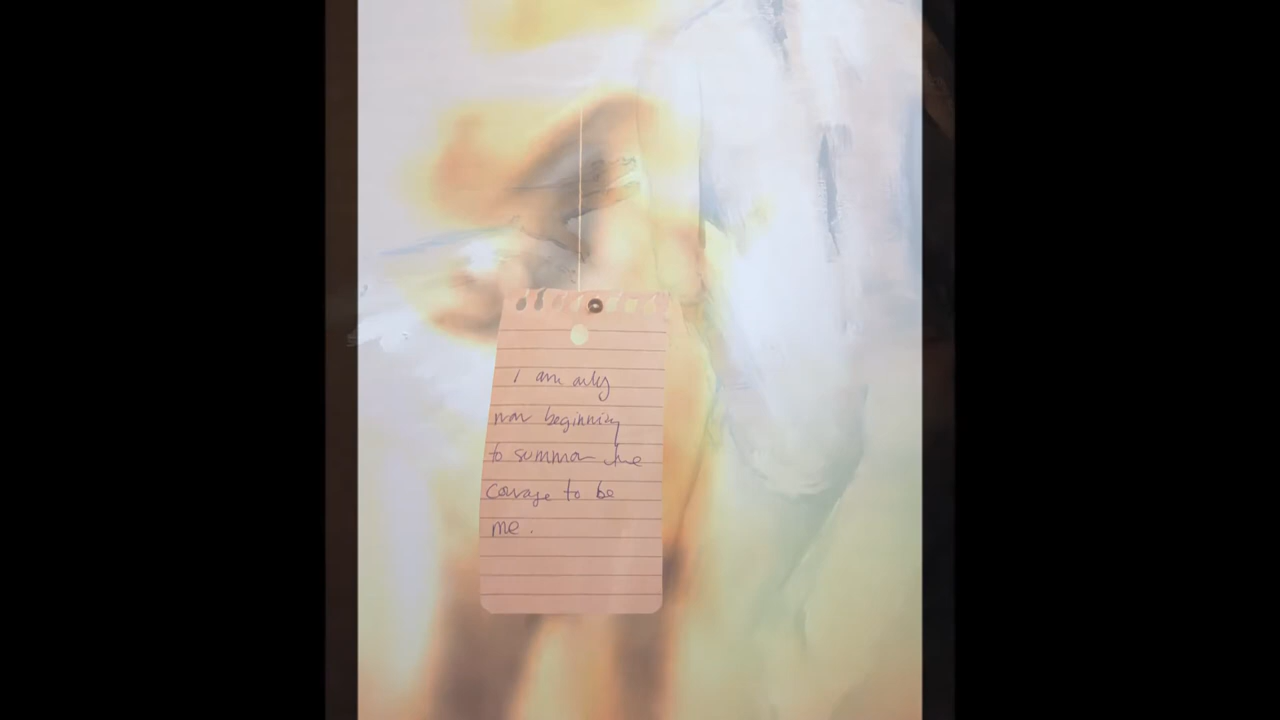 I am only
now beginning
to summon the
courage to be
me.